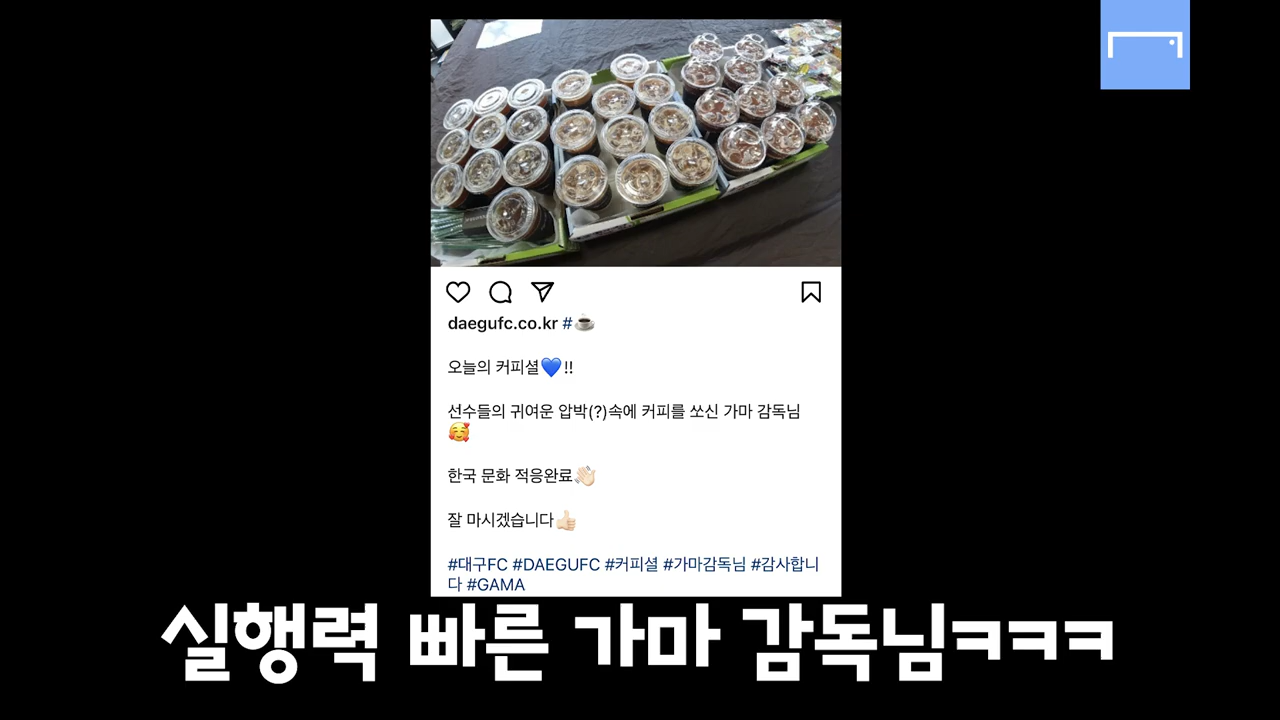 daegufc.co.kr #☕
오늘의 커피셜💙!!
선수들의 귀여운 압박(?)속에 커피를 쏘신 가마 감독님
🥰
한국 문화 적응완료👋🏻
잘 마시겠습니다👍🏻
#대구FC #DAEGUFC #커피셜 #가마감독님 #감사합니
다 #GAMA
실행력 빠른 가마 감독님ㅋㅋㅋ